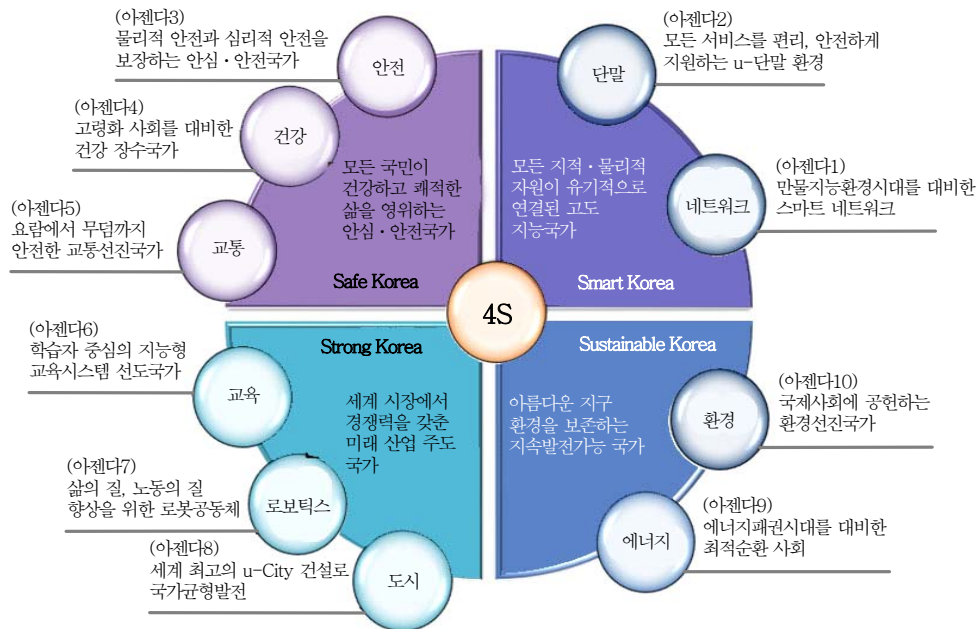 (아젠다3)
물리적 안전과 심리적 안전을
보장하는 안심·안전국가
안전
(아젠다4)
고령화 사회를 대비한
건강 장수국가
건강
(아젠다5)
요람에서 무덤까지
안전한 교통선진국가
교통
모든 국민이
건강하고 쾌적한
삶을 영위하는
안심·안전국가
Safe Korea
(아젠다2)
모든 서비스를 편리, 안전하게
지원하는 u-단말 환경
단말
(아젠다1)
만물지능환경시대를 대비한
스마트 네트워크
네트워크
모든 지적·물리적
자원이 유기적으로
연결된 고도
지능국가
Smart Korea
4S
Strong Korea
(아젠다6)
학습자 중심의 지능형
교육시스템 선도국가
교육
세계 시장에서
경쟁력을 갖춘
미래 산업 주도
국가
(아젠다7)
삶의 질, 노동의 질
향상을 위한 로봇공동체
로보틱스
(아젠다8)
세계 최고의 u-City 건설로
국가균형발전
도시
Sustainable Korea
아름다운 지구
환경을 보존하는
지속발전가능 국가
(아젠다10)
국제사회에 공헌하는
환경선진국가
환경
(아젠다9)
에너지패권시대를 대비한
최적순환 사회
에너지